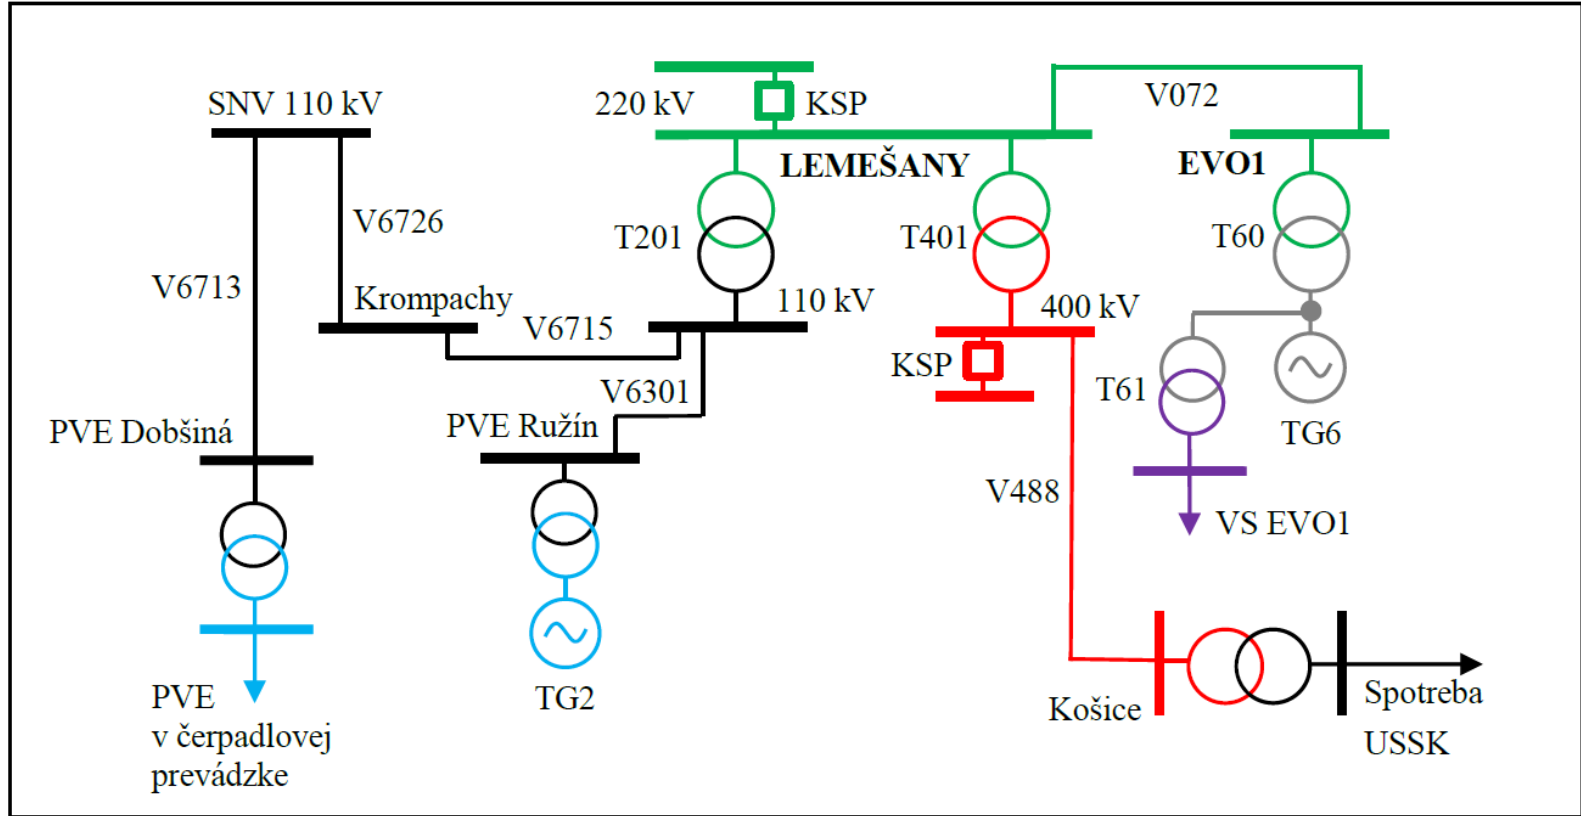 SNV 110 kV
220 kV
KSP
V072
LEMEŠANY
EVO1
V6726
T201
T401
T60
V6713
Krompachy
110 kV
400 kV
V6715
KSP
V6301
T61
PVE Dobšiná
PVE Ružín
TG6
V488
VS EVO1
PVE
v čerpadlovej
prevádzke
TG2
Košice
Spotreba
USSK